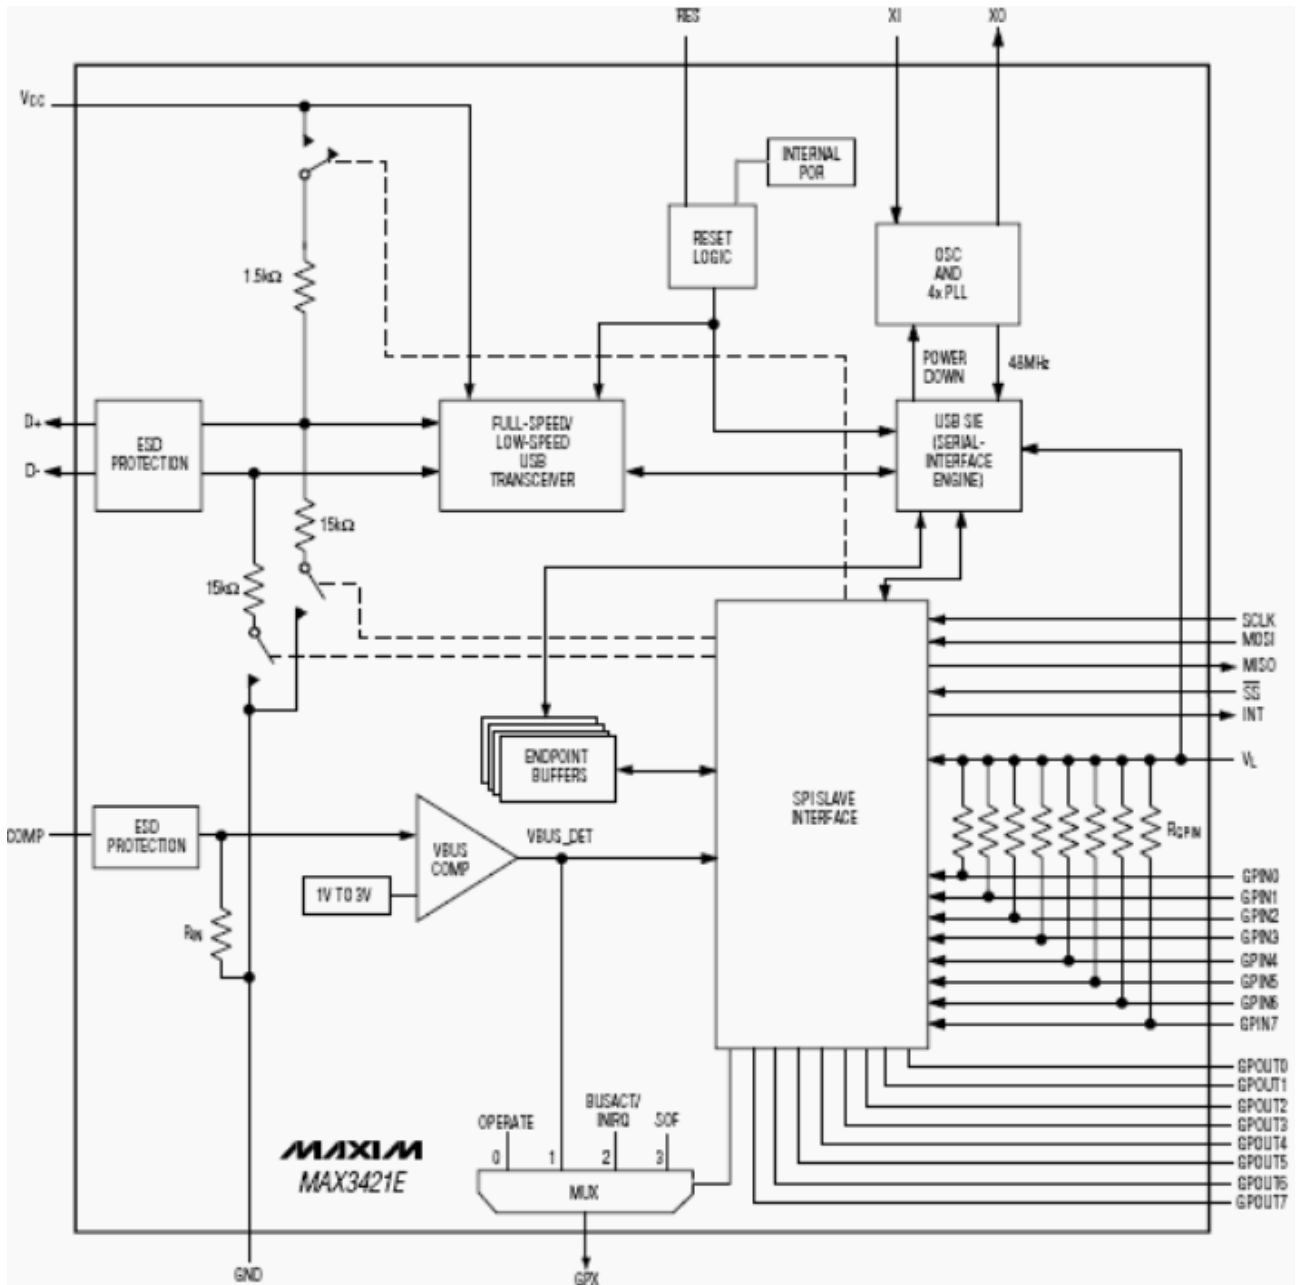 RES
XI
XO
VCC
INTERNAL
POR
RESET
LOGIC
OSC
AND
4x PLL
1.5kΩ
POWER
DOWN
48MHz
D+
D-
ESD
PROTECTION
FULL-SPEED/
LOW-SPEED
USB
TRANSCEIVER
USB SIE
(SERIAL-
INTERFACE
ENGINE)
15kΩ
15kΩ
SCLK
MOSI
MISO
SS
INT
VL
ENDPOINT
BUFFERS
SPI SLAVE
INTERFACE
RGPIN
COMP
ESD
PROTECTION
VBUS
COMP
VBUS_DET
1V TO 3V
RIN
GPIN0
GPIN1
GPIN2
GPIN3
GPIN4
GPIN5
GPIN6
GPIN7
GPOUT0
GPOUT1
GPOUT2
GPOUT3
GPOUT4
GPOUT5
GPOUT6
GPOUT7
OPERATE
BUSACT/
INIRQ
SOF
0
1
2
3
MUX
MAXIM
MAX3421E
GND
GPX